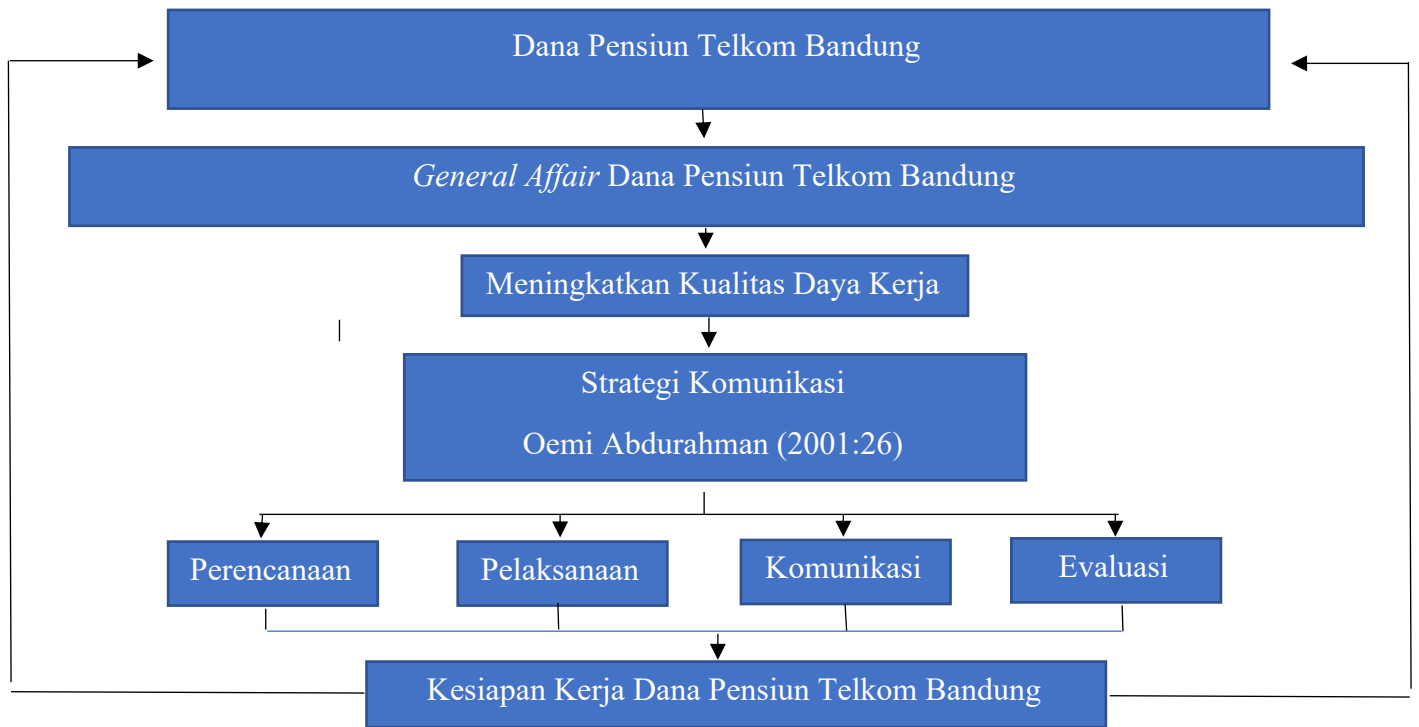 Dana Pensiun Telkom Bandung
General Affair Dana Pensiun Telkom Bandung
Meningkatkan Kualitas Daya Kerja
Strategi Komunikasi
Oemi Abdurahman (2001:26)
Perencanaan
Pelaksanaan
Komunikasi
Evaluasi
Kesiapan Kerja Dana Pensiun Telkom Bandung